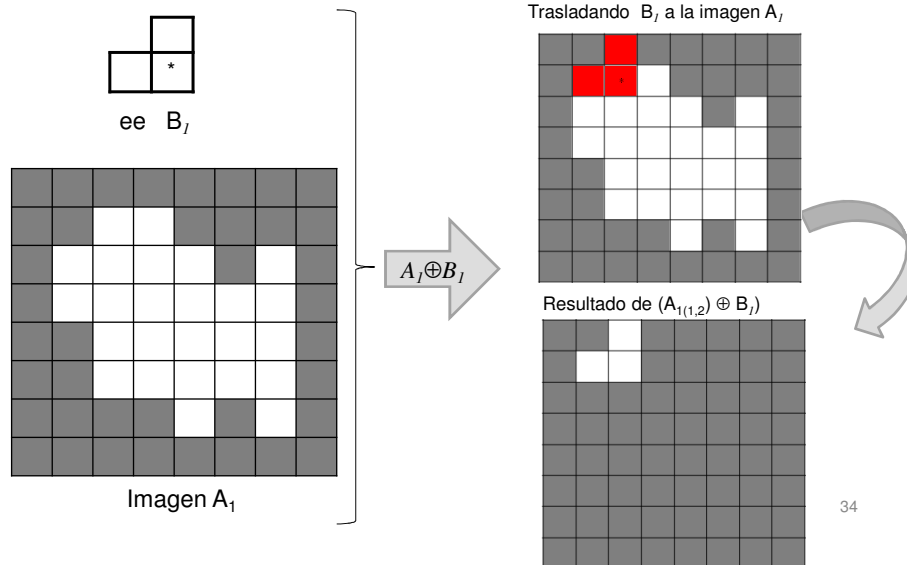 *
ee B1
Imagen A1
A1⊕B1
Trasladando B1 a la imagen A1
*
Resultado de (A1(1,2) ⊕ B1)
34